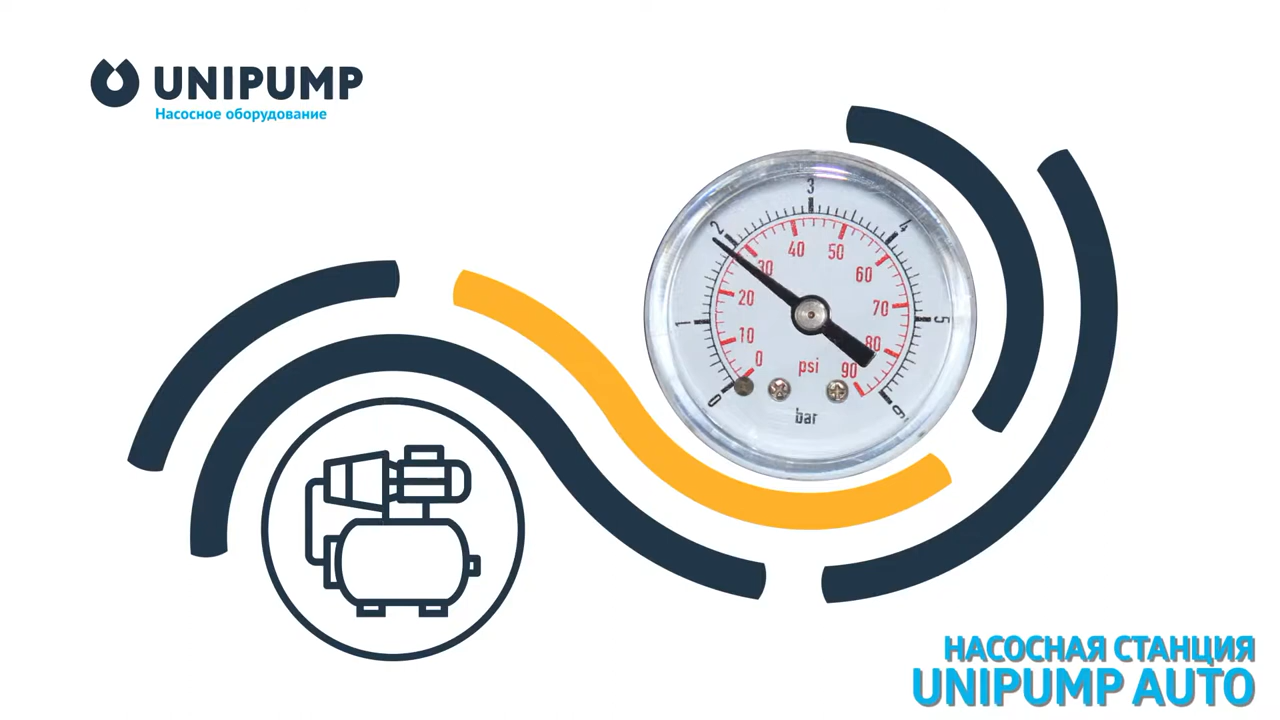 UNIPUMP
Насосное оборудование
0 1 2 3 4 5 6
0 10 20 30 40 50 60 70 80 90
psi
bar
НАСОСНАЯ СТАНЦИЯ
UNIPUMP AUTO